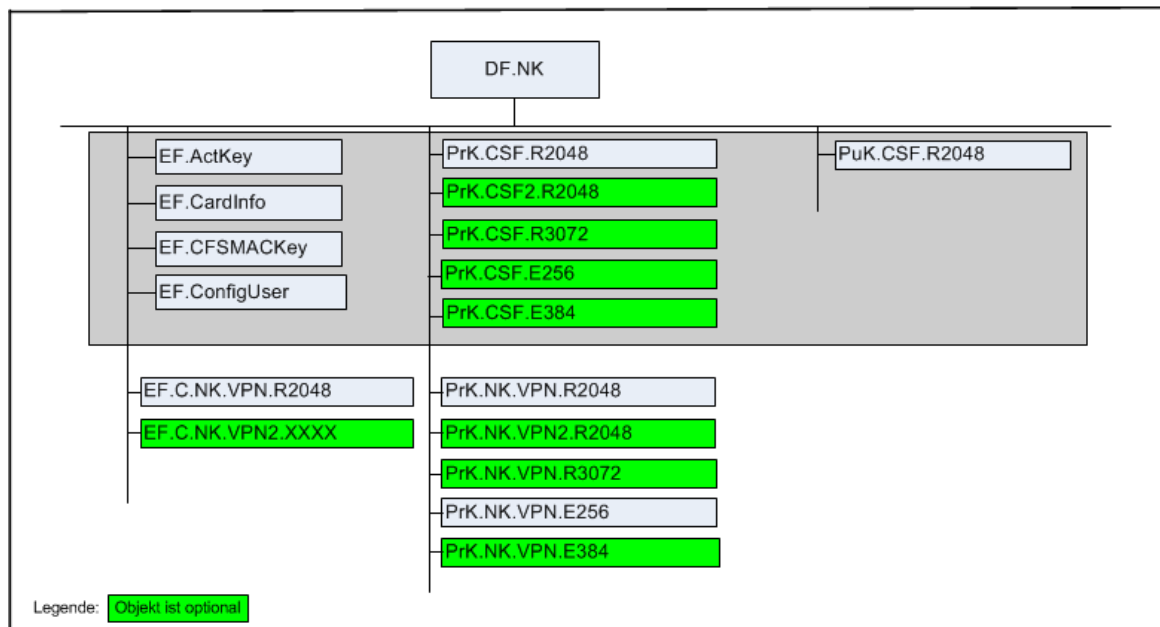 DF.NK
EF.ActKey
EF.CardInfo
EF.CFSMACKey
EF.ConfigUser
EF.C.NK.VPN.R2048
EF.C.NK.VPN2.XXXX
PrK.CSF.R2048
PrK.CSF2.R2048
PrK.CSF.R3072
PrK.CSF.E256
PrK.CSF.E384
PrK.NK.VPN.R2048
PrK.NK.VPN2.R2048
PrK.NK.VPN.R3072
PrK.NK.VPN.E256
PrK.NK.VPN.E384
PuK.CSF.R2048
Legende: Objekt ist optional